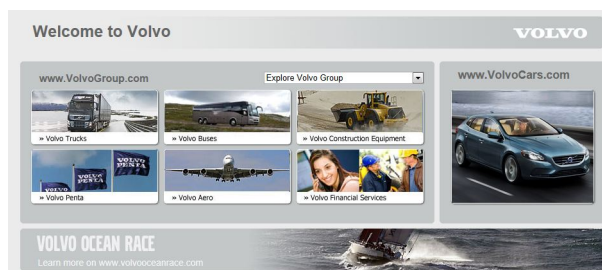 Welcome to Volvo
VOLVO
www.VolvoGroup.com
Explore Volvo Group
www.VolvoCars.com
» Volvo Trucks
» Volvo Buses
» Volvo Construction Equipment
VOLVO PENTA
VOLVO PENTA
VOLVO PENTA
» Volvo Penta
» Volvo Aero
» Volvo Financial Services
VOLVO OCEAN RACE
Learn more on www.volvooceanrace.com